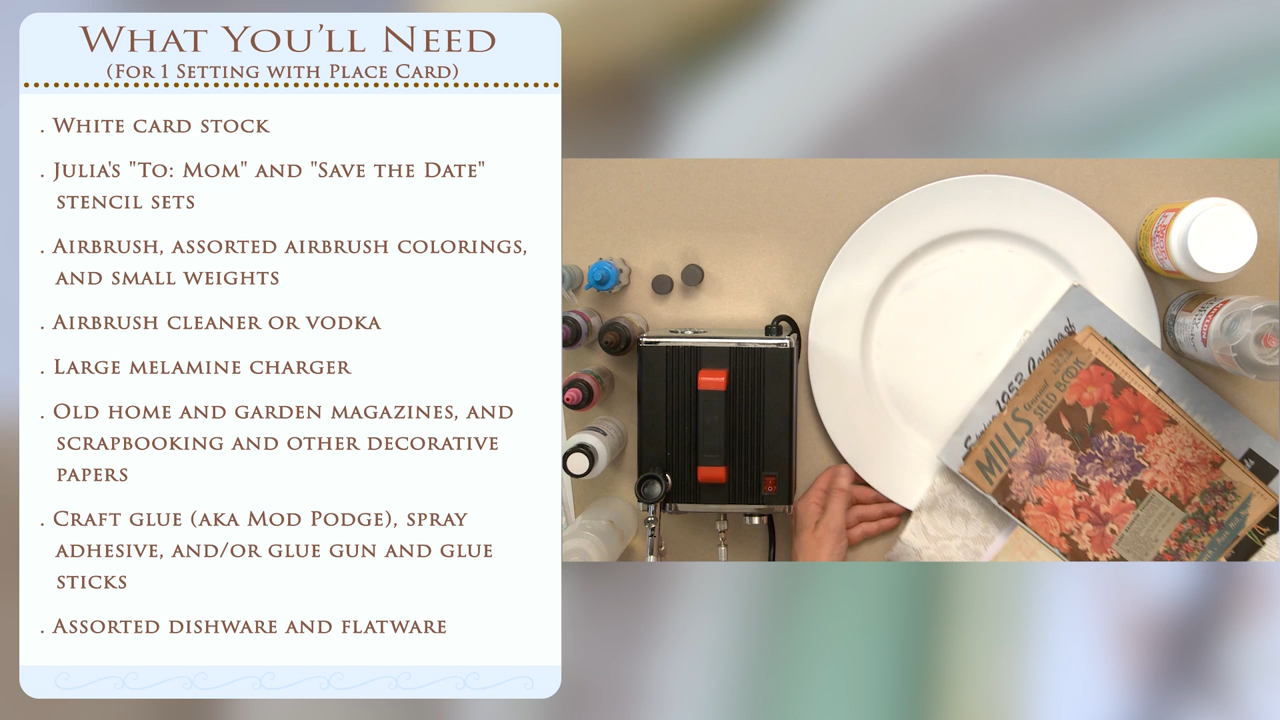 What You'll Need
(For 1 Setting with Place Card)
. White card stock
. Julia's "To: Mom" and "Save the Date"
stencil sets
. Airbrush, assorted airbrush colorings,
and small weights
. Airbrush cleaner or vodka
. Large melamine charger
. Old home and garden magazines, and
scrapbooking and other decorative
papers
. Craft glue (aka Mod Podge), spray
adhesive, and/or glue gun and glue
sticks
. Assorted dishware and flatware
Spring 1953 Catalog of
MILLS
SEED BOOK